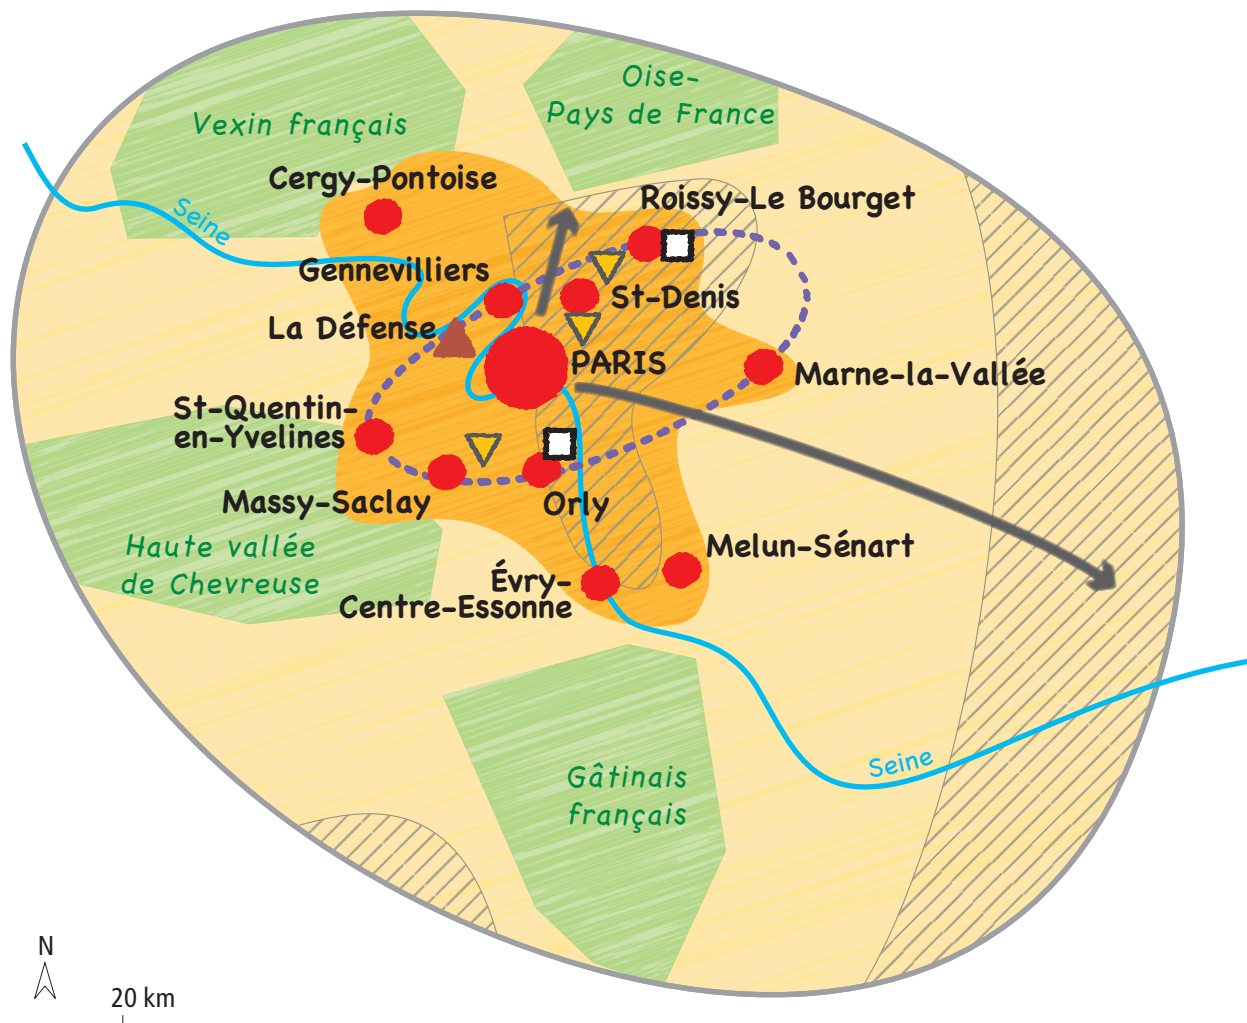 Oise-
Pays de France
Vexin français
Cergy-Pontoise
Roissy-Le Bourget
Seine
Gennevilliers
St-Denis
La Défense
PARIS
Marne-la-Vallée
St-Quentin-
en-Yvelines
Massy-Saclay
Orly
Haute vallée
de Chevreuse
Melun-Sénart
Évry-
Centre-Essonne
Seine
Gâtinais
français
N
20 km